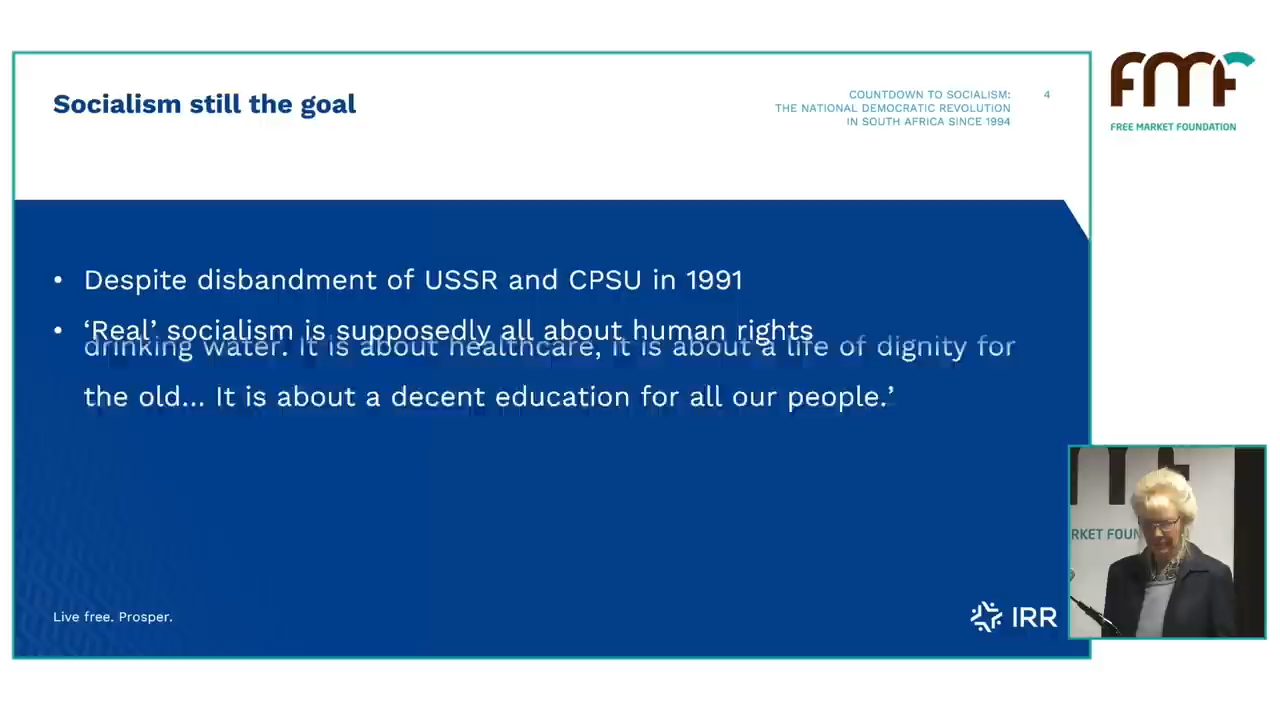 Socialism still the goal
COUNTDOWN TO SOCIALISM:
THE NATIONAL DEMOCRATIC REVOLUTION
IN SOUTH AFRICA SINCE 1994
4
FMF
FREE MARKET FOUNDATION
• Despite disbandment of USSR and CPSU in 1991
• ‘Real’ socialism is supposedly all about human rights
drinking water. It is about healthcare, it is about a life of dignity for
the old... It is about a decent education for all our people.’
RKET FOUN
Live free. Prosper.
IRR